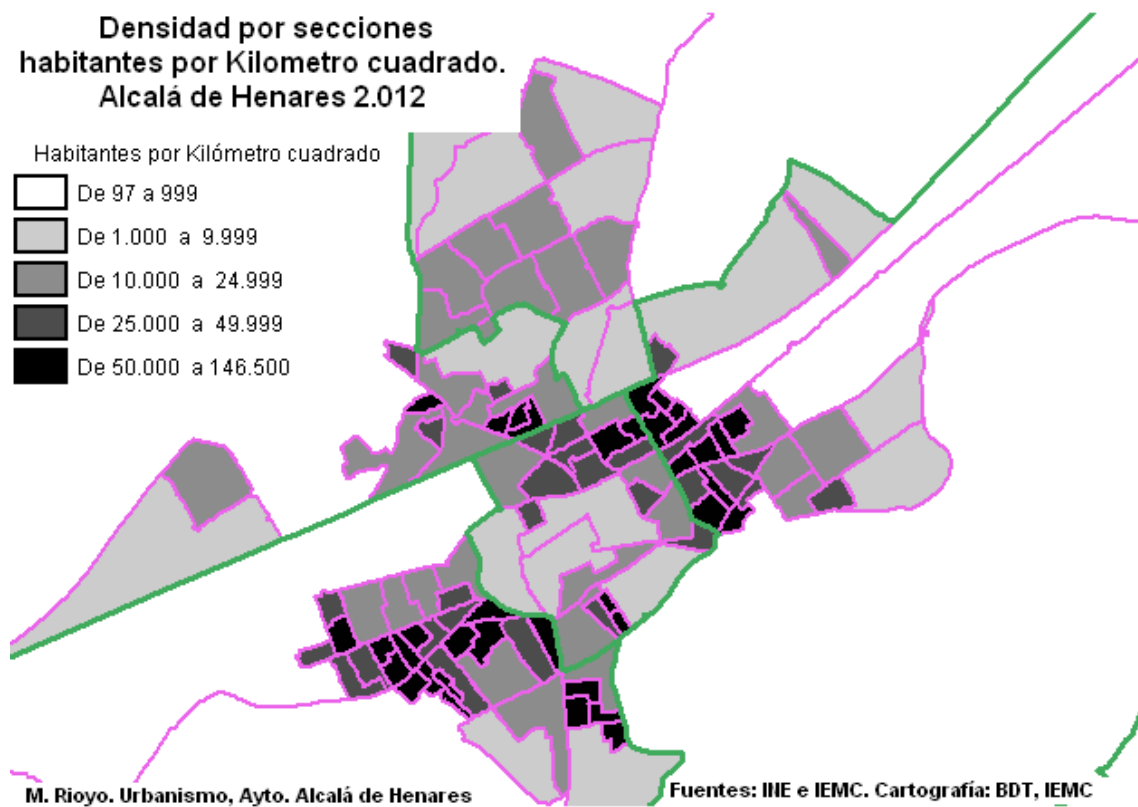 Densidad por secciones
habitantes por Kilometro cuadrado.
Alcalá de Henares 2.012
Habitantes por Kilómetro cuadrado
De 97 a 999
De 1.000 a 9.999
De 10.000 a 24.999
De 25.000 a 49.999
De 50.000 a 146.500
M. Rioyo. Urbanismo, Ayto. Alcalá de Henares
Fuentes: INE e IEMC. Cartografía: BDT, IEMC